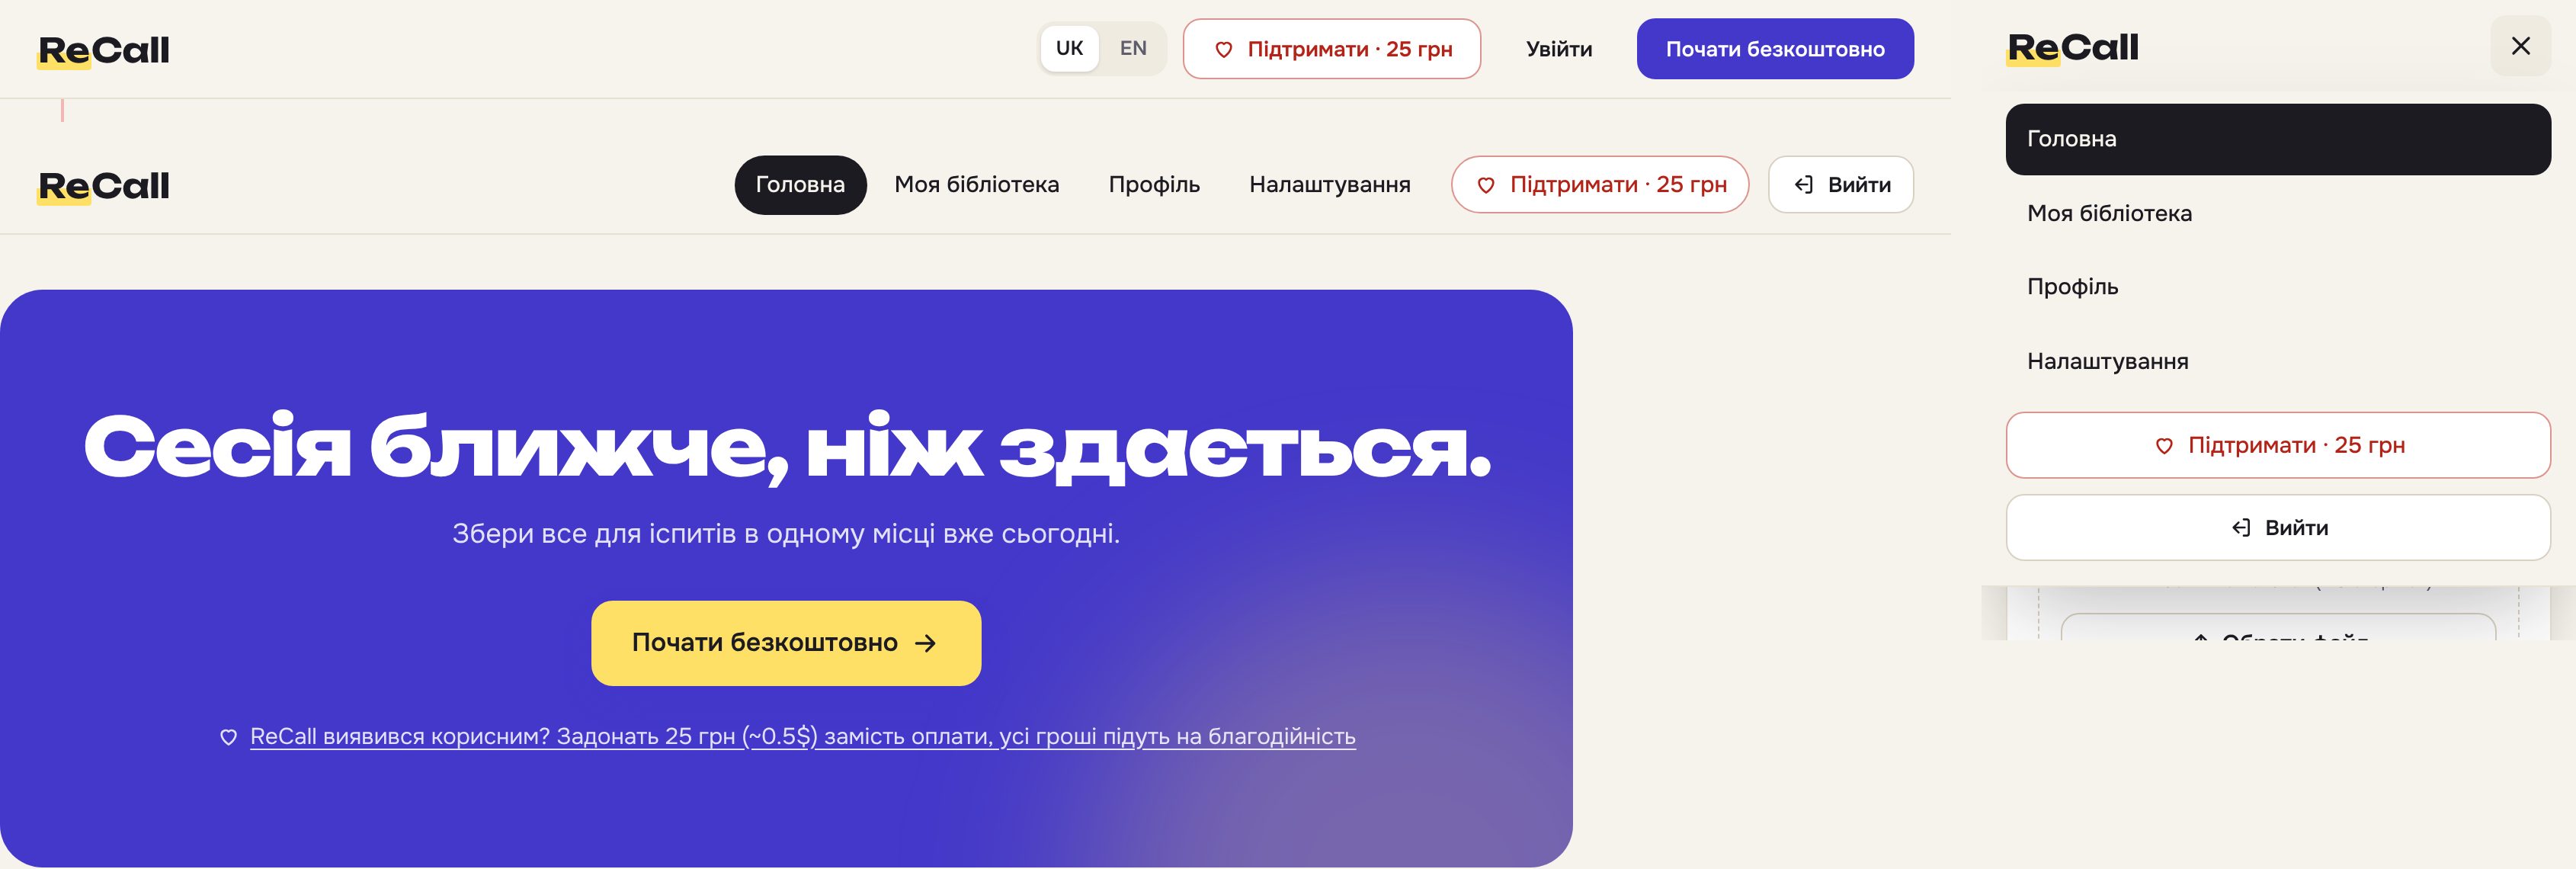 ReCall
UK EN
Підтримати · 25 грн
Увійти
Почати безкоштовно
ReCall
Головна
Моя бібліотека
Профіль
Налаштування
Підтримати · 25 грн
Вийти
Сесія ближче, ніж здається.
Збери все для іспитів в одному місці вже сьогодні.
Почати безкоштовно
ReCall виявився корисним? Задонать 25 грн (~0.5$) замість оплати, усі гроші підуть на благодійність
ReCall
Головна
Моя бібліотека
Профіль
Налаштування
Підтримати · 25 грн
Вийти